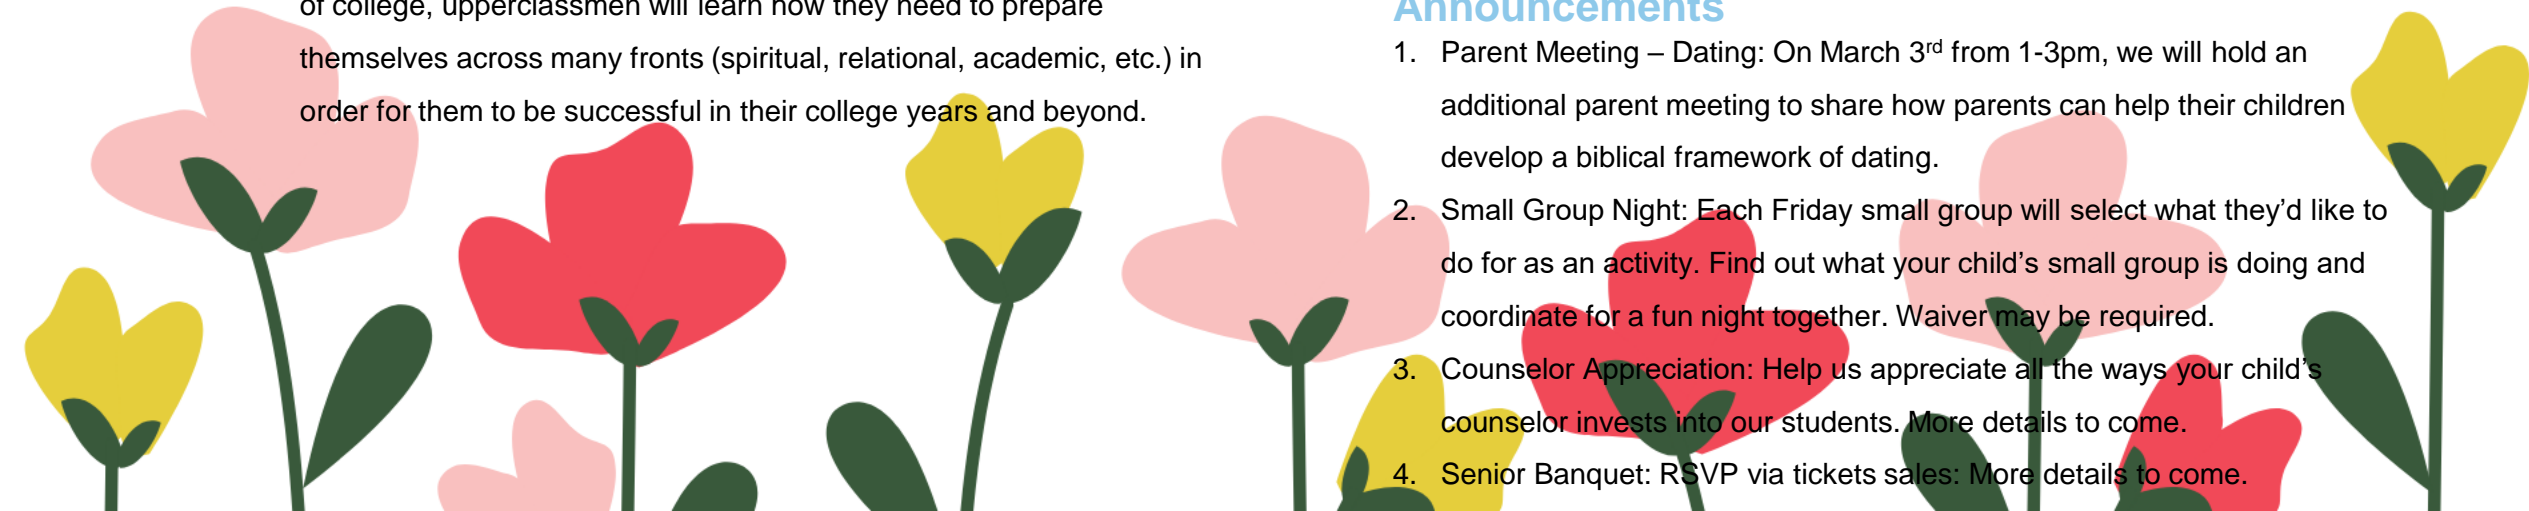 of college, upperclassmen will learn how they need to prepare
themselves across many fronts (spiritual, relational, academic, etc.) in
order for them to be successful in their college years and beyond.
Announcements
1. Parent Meeting – Dating: On March 3rd from 1-3pm, we will hold an
additional parent meeting to share how parents can help their children
develop a biblical framework of dating.
2. Small Group Night: Each Friday small group will select what they’d like to
do for as an activity. Find out what your child’s small group is doing and
coordinate for a fun night together. Waiver may be required.
3. Counselor Appreciation: Help us appreciate all the ways your child’s
counselor invests into our students. More details to come.
4. Senior Banquet: RSVP via tickets sales: More details to come.